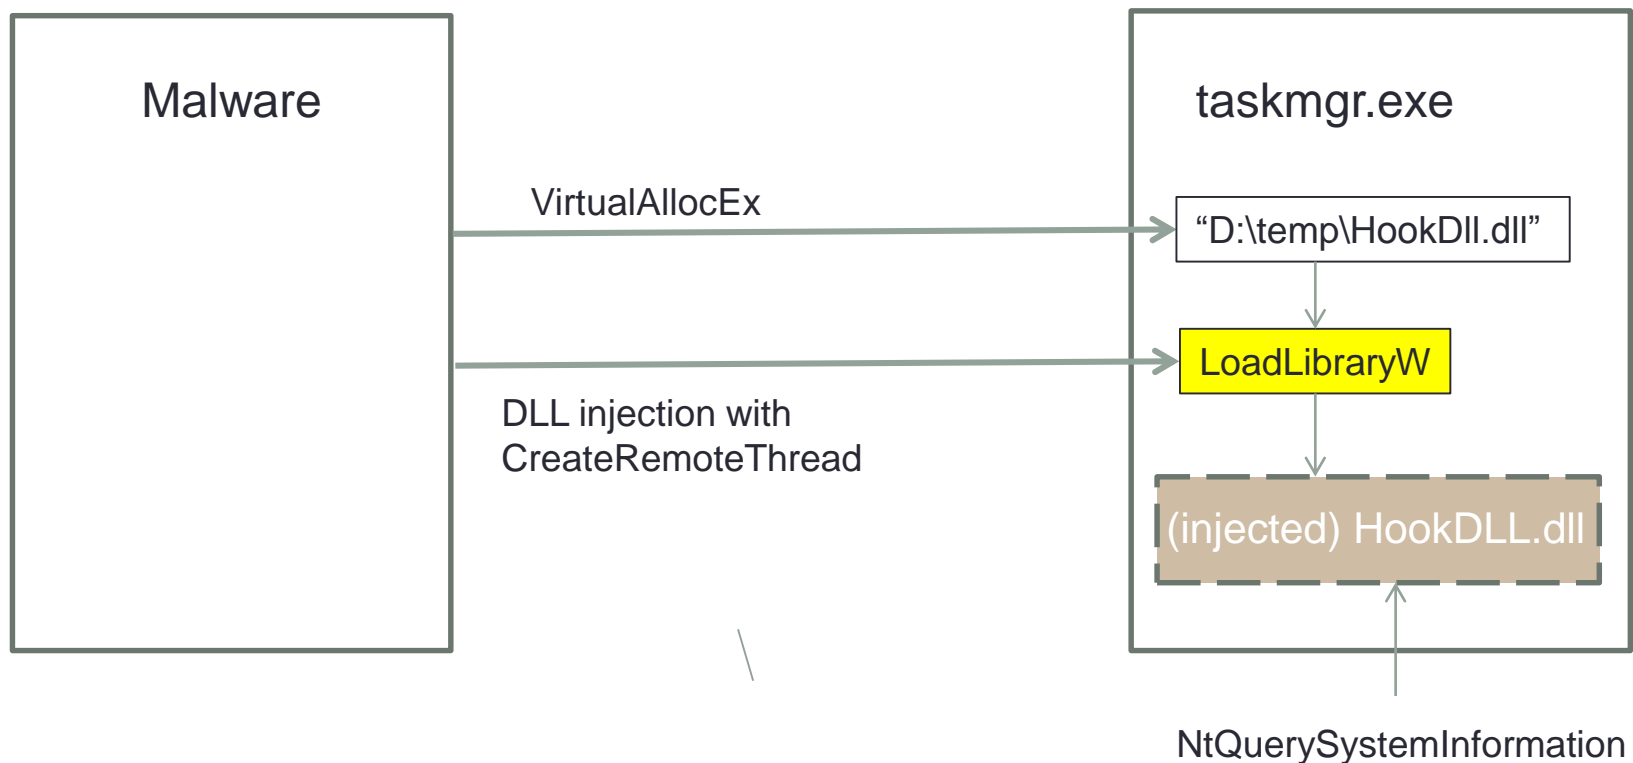 Malware
taskmgr.exe
VirtualAllocEx
“D:\temp\HookDll.dll”
LoadLibraryW
DLL injection with
CreateRemoteThread
(injected) HookDLL.dll
NtQuerySystemInformation